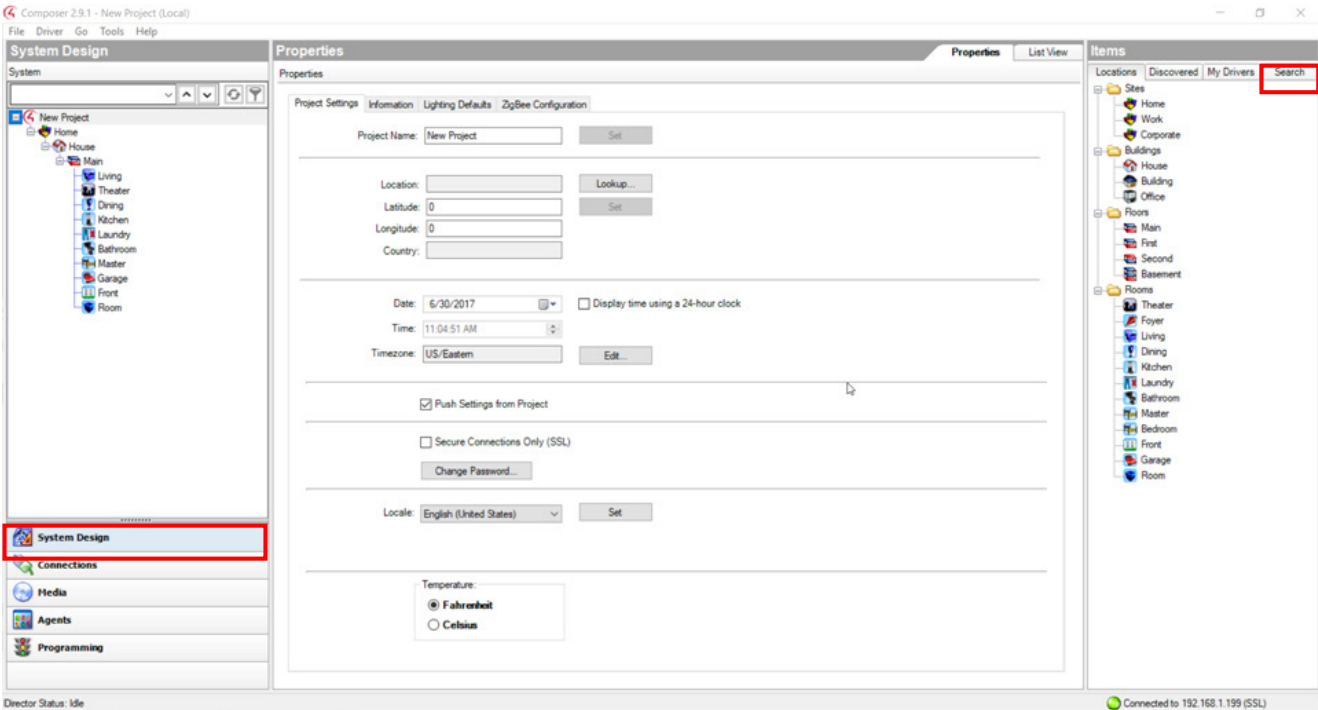 Composer 2.9.1 - New Project (Local)
File Driver Go Tools Help
System Design
System
New Project
Home
House
Main
Living
Theater
Dining
Kitchen
Laundry
Bathroom
Master
Garage
Front
Room
System Design
Connections
Media
Agents
Programming
Properties
Properties List View
Properties
Project Settings Information Lighting Defaults ZigBee Configuration
Project Name: New Project Set
Location: Lookup...
Latitude: 0 Set
Longitude: 0
Country:
Date: 6/30/2017 Display time using a 24-hour clock
Time: 11:04:51 AM
Timezone: US/Eastern Edit...
Push Settings from Project
Secure Connections Only (SSL)
Change Password...
Locale: English (United States) Set
Temperature:
Fahrenheit
Celsius
Items
Locations Discovered My Drivers Search
Sites
Home
Work
Corporate
Buildings
House
Building
Office
Floors
Main
First
Second
Basement
Rooms
Theater
Foyer
Living
Dining
Kitchen
Laundry
Bathroom
Master
Bedroom
Front
Garage
Room
Director Status: Idle
Connected to 192.168.1.199 (SSL)